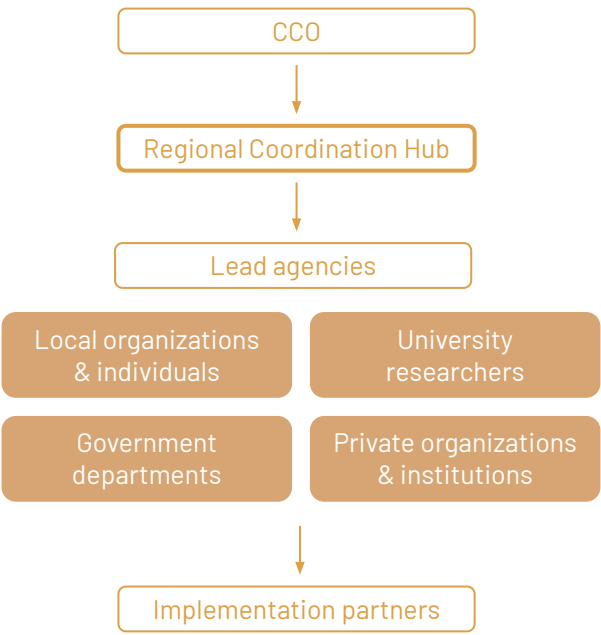 CCO
Regional Coordination Hub
Lead agencies
Local organizations
& individuals
University
researchers
Government
departments
Private organizations
& institutions
Implementation partners